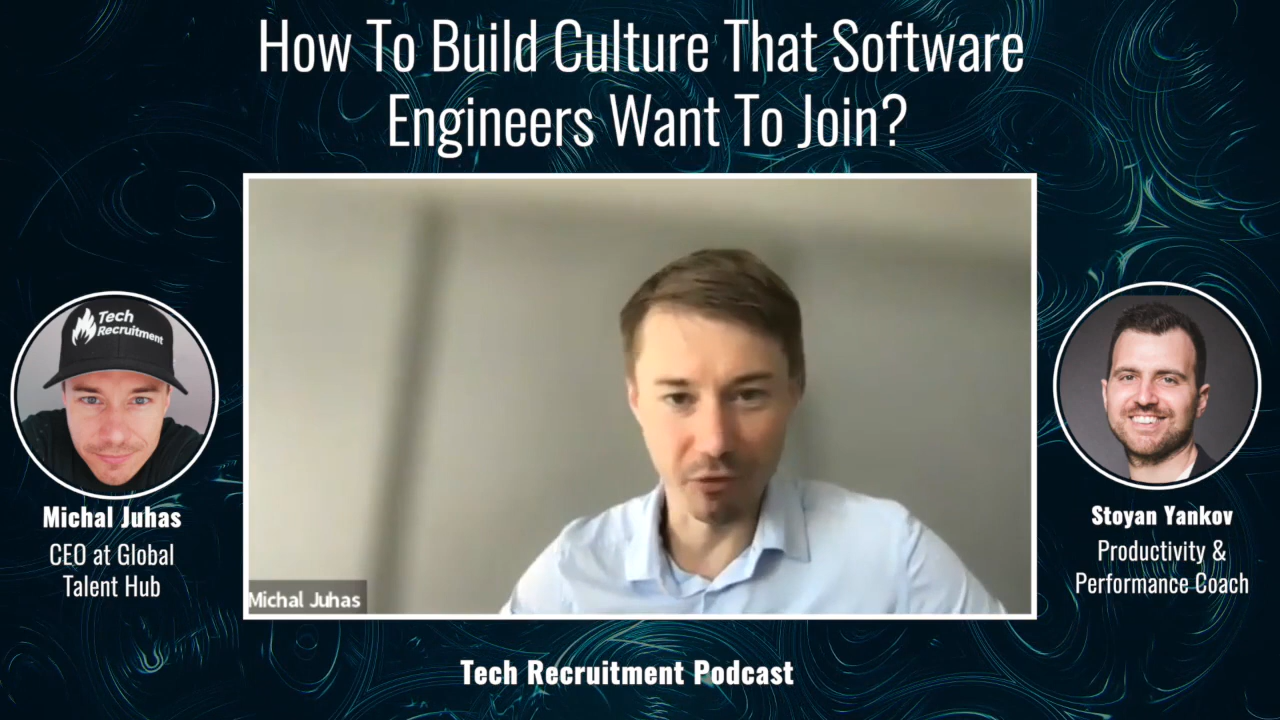 How To Build Culture That Software
Engineers Want To Join?
Tech
Recruitment
Michal Juhas
CEO at Global
Talent Hub
Michal Juhas
Stoyan Yankov
Productivity &
Performance Coach
Tech Recruitment Podcast